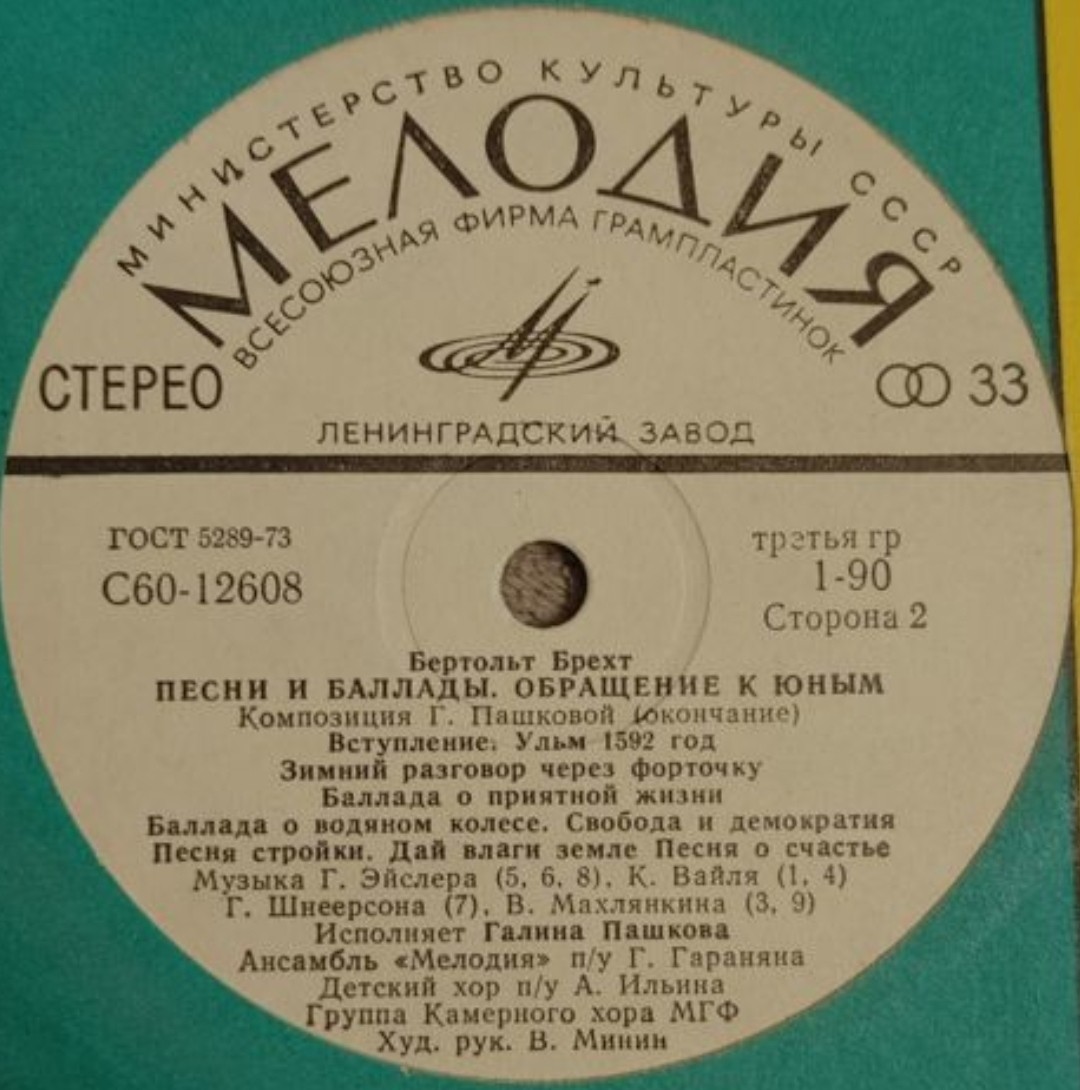 МИНИСТЕРСТВО КУЛЬТУРЫ СССР
МЕЛОДИЯ
ВСЕСОЮЗНАЯ ФИРМА ГРАМПЛАСТИНОК
СТЕРЕО
33
ЛЕНИНГРАДСКИЙ ЗАВОД
ГОСТ 5289-73
С60-12608
третья гр
1-90
Сторона 2
Бертольт Брехт
ПЕСНИ И БАЛЛАДЫ. ОБРАЩЕНИЕ К ЮНЫМ
Композиция Г. Пашковой (окончание)
Вступление. Ульм 1592 год
Зимний разговор через форточку
Баллада о приятной жизни
Баллада о водяном колесе. Свобода и демократия
Песня стройки. Дай влаги земле Песня о счастье
Музыка Г. Эйслера (5, 6, 8), К. Вайля (1, 4)
Г. Шнеерсона (7), В. Махлянкина (3, 9)
Исполняет Галина Пашкова
Ансамбль «Мелодия» п/у Г. Гараняна
Детский хор п/у А. Ильина
Группа Камерного хора МГФ
Худ. рук. В. Минин